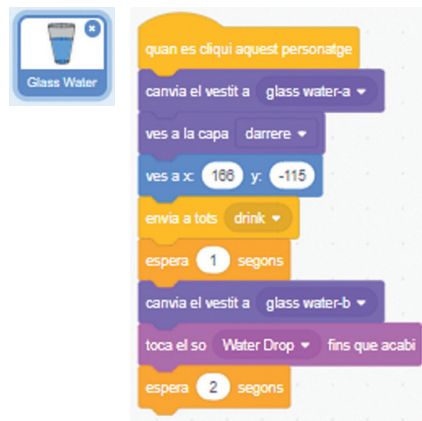 Glass Water
quan es cliqui aquest personatge
canvia el vestit a glass water-a
ves a la capa darrere
ves a x: 166 y: -115
envia a tots drink
espera 1 segons
canvia el vestit a glass water-b
toca el so Water Drop fins que acabi
espera 2 segons